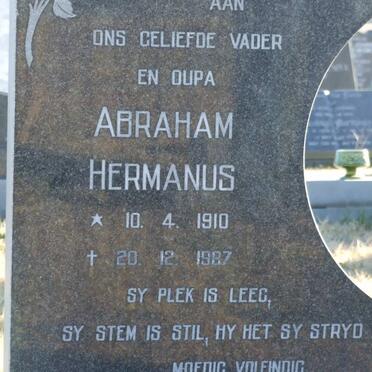 AAN
ONS GELIEFDE VADER
EN OUPA
ABRAHAM
HERMANUS
* 10. 4. 1910
† 20. 12. 1987
SY PLEK IS LEEG,
SY STEM IS STIL, HY HET SY STRYD
MOEDIG VOLEINDIG